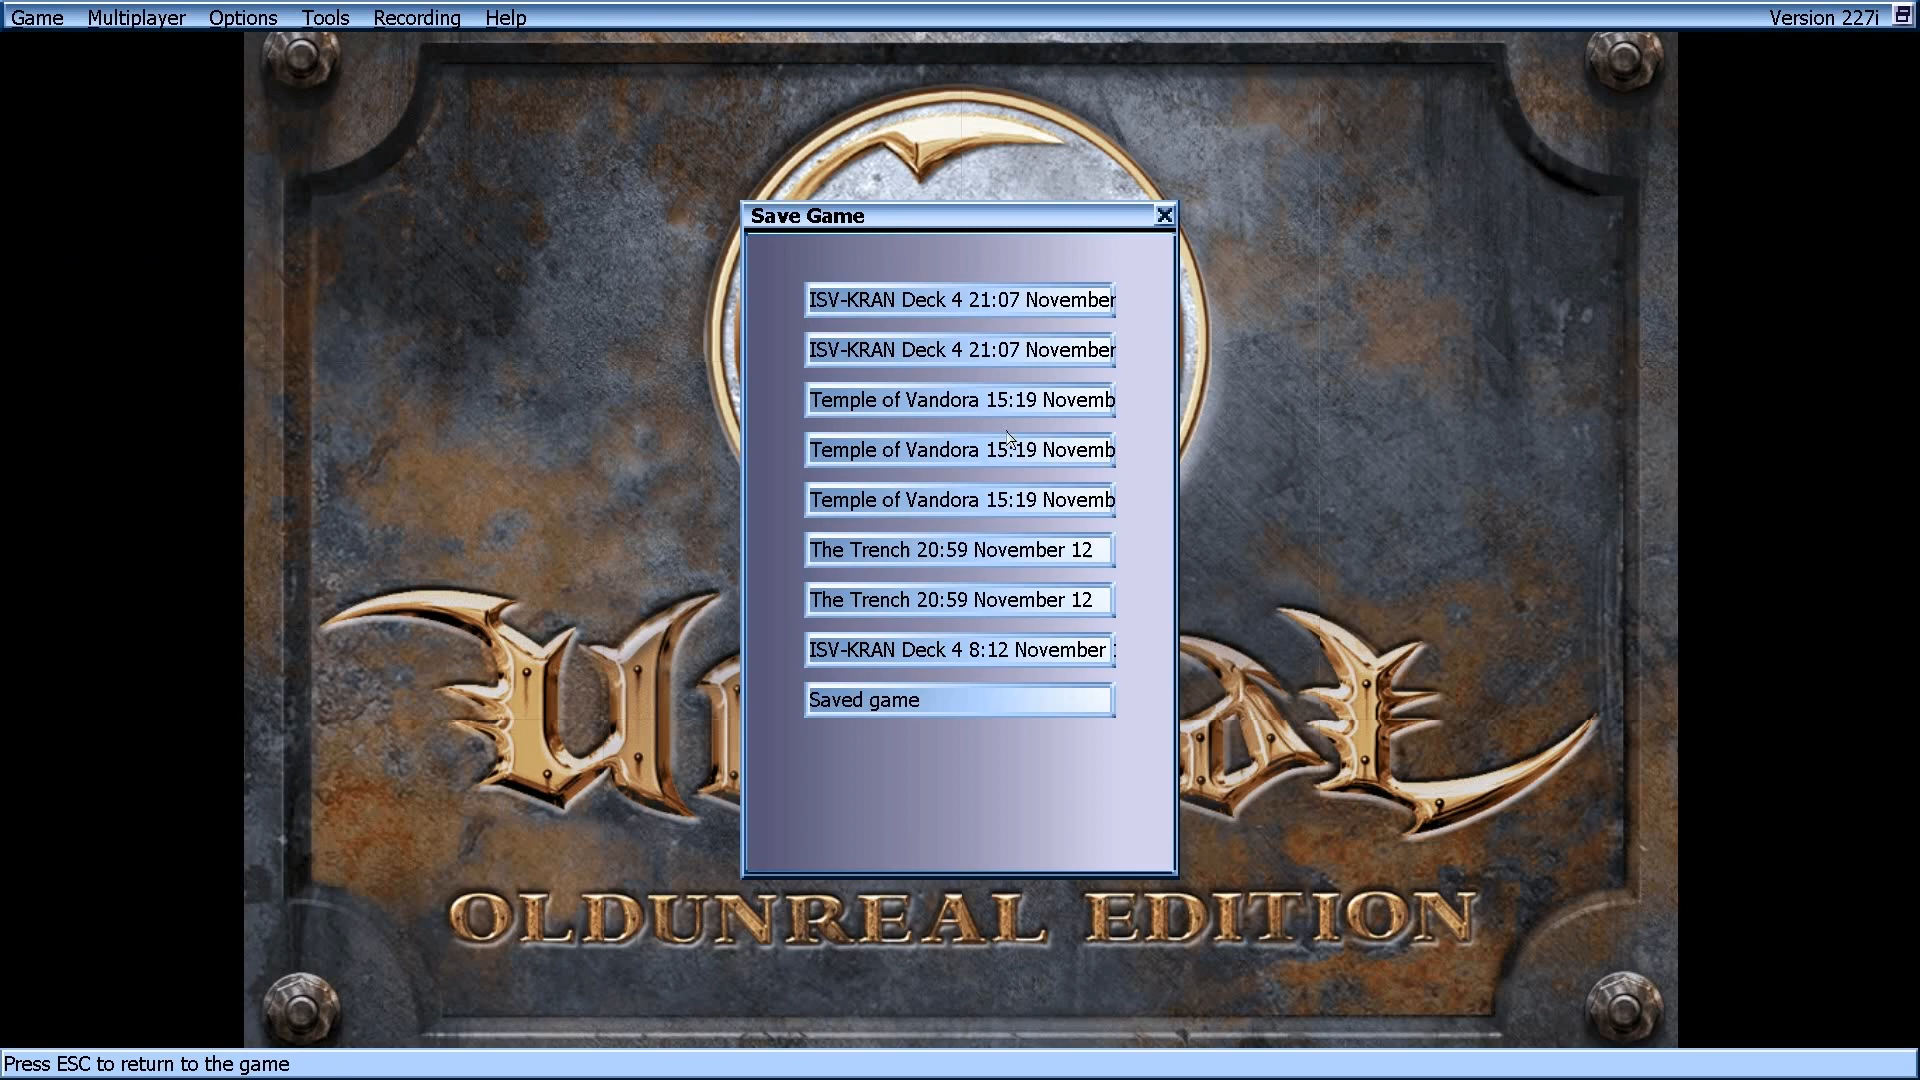 Game Multiplayer Options Tools Recording Help Version 227i
Save Game
ISV-KRAN Deck 4 21:07 November
ISV-KRAN Deck 4 21:07 November
Temple of Vandora 15:19 Novemb
Temple of Vandora 15:19 Novemb
Temple of Vandora 15:19 Novemb
The Trench 20:59 November 12
The Trench 20:59 November 12
ISV-KRAN Deck 4 8:12 November
Saved game
OLDUNREAL EDITION
Press ESC to return to the game